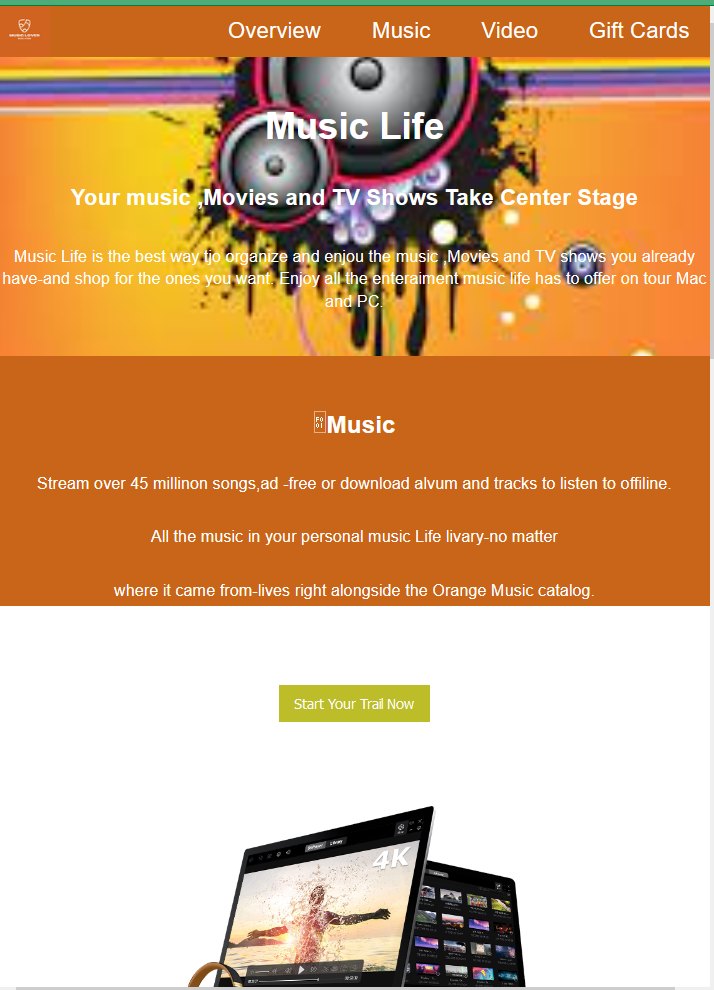 MUSIC LOVER
Overview Music Video Gift Cards
Music Life
Your music ,Movies and TV Shows Take Center Stage
Music Life is the best way tjo organize and enjou the music ,Movies and TV shows you already
have-and shop for the ones you want. Enjoy all the enteraiment music life has to offer on tour Mac
and PC.
Music
Stream over 45 millinon songs,ad -free or download alvum and tracks to listen to offiline.
All the music in your personal music Life livary-no matter
where it came from-lives right alongside the Orange Music catalog.
Start Your Trail Now
Library
4K